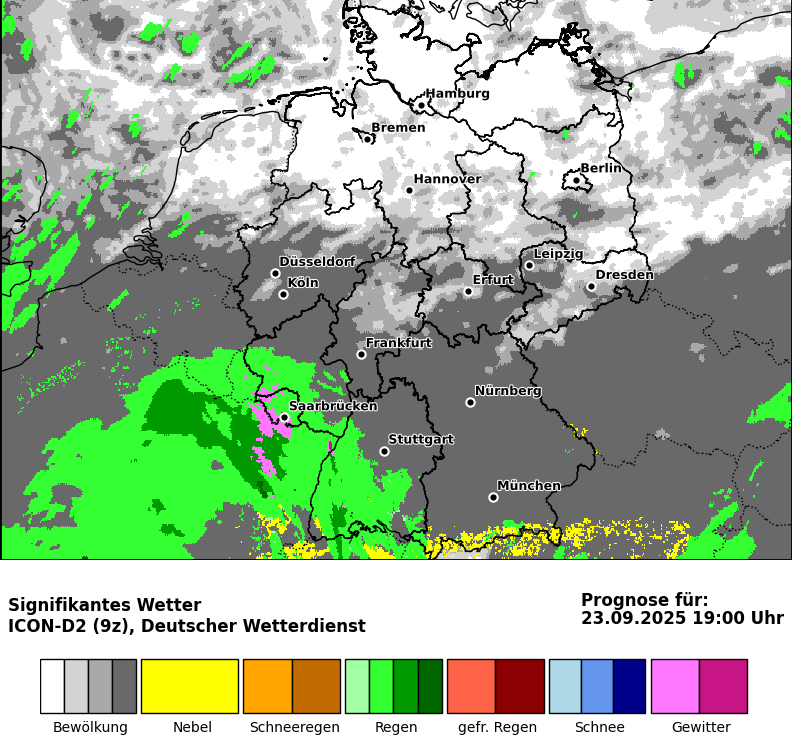 Hamburg
Bremen
Berlin
Hannover
Leipzig
Düsseldorf
Dresden
Köln
Erfurt
Frankfurt
Nürnberg
Saarbrücken
Stuttgart
München
Signifikantes Wetter
ICON-D2 (9z), Deutscher Wetterdienst
Prognose für:
23.09.2025 19:00 Uhr
Bewölkung
Nebel
Schneeregen
Regen
gefr. Regen
Schnee
Gewitter